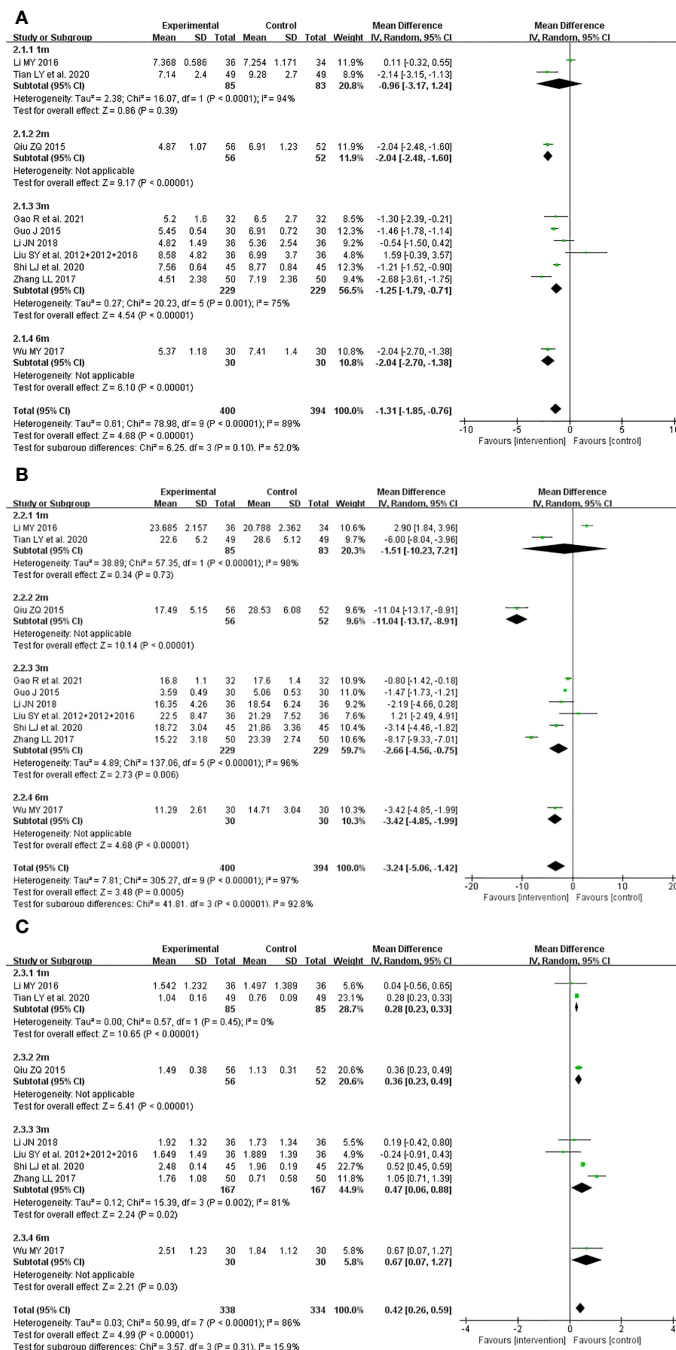 A
Experimental Control Mean Difference Mean Difference
Study or Subgroup Mean SD Total Mean SD Total Weight IV, Random, 95% CI IV, Random, 95% CI
2.1.1 1m
Li MY 2016 7.368 0.586 36 7.254 1.171 34 11.9% 0.11 [-0.32, 0.55]
Tian LY et al. 2020 7.14 2.4 49 9.28 2.7 49 8.9% -2.14 [-3.15, -1.13]
Subtotal (95% CI) 85 83 20.8% -0.96 [-3.17, 1.24]
Heterogeneity: Tau² = 2.38; Chi² = 16.07, df = 1 (P < 0.0001); I² = 94%
Test for overall effect: Z = 0.86 (P = 0.39)
2.1.2 2m
Qiu ZQ 2015 4.87 1.07 56 6.91 1.23 52 11.9% -2.04 [-2.48, -1.60]
Subtotal (95% CI) 56 52 11.9% -2.04 [-2.48, -1.60]
Heterogeneity: Not applicable
Test for overall effect: Z = 9.17 (P < 0.00001)
2.1.3 3m
Gao R et al. 2021 5.2 1.6 32 6.5 2.7 32 8.5% -1.30 [-2.39, -0.21]
Guo J 2015 5.45 0.54 30 6.91 0.72 30 12.2% -1.46 [-1.78, -1.14]
Li JN 2018 4.82 1.49 36 5.36 2.54 36 9.2% -0.54 [-1.50, 0.42]
Liu SY et al. 2012+2012+2016 8.58 4.82 36 6.99 3.7 36 5.1% 1.59 [-0.39, 3.57]
Shi LJ et al. 2020 7.56 0.64 45 8.77 0.84 45 12.3% -1.21 [-1.52, -0.90]
Zhang LL 2017 4.51 2.38 50 7.19 2.36 50 9.2% -2.68 [-3.61, -1.75]
Subtotal (95% CI) 229 229 56.5% -1.25 [-1.79, -0.71]
Heterogeneity: Tau² = 0.27; Chi² = 20.23, df = 5 (P = 0.001); I² = 75%
Test for overall effect: Z = 4.54 (P < 0.00001)
2.1.4 6m
Wu MY 2017 5.37 1.18 30 7.41 1.4 30 10.8% -2.04 [-2.70, -1.38]
Subtotal (95% CI) 30 30 10.8% -2.04 [-2.70, -1.38]
Heterogeneity: Not applicable
Test for overall effect: Z = 6.10 (P < 0.00001)
Total (95% CI) 400 394 100.0% -1.31 [-1.85, -0.76]
Heterogeneity: Tau² = 0.61; Chi² = 78.98, df = 9 (P < 0.00001); I² = 89%
Test for overall effect: Z = 4.68 (P < 0.00001)
Test for subgroup differences: Chi² = 6.25, df = 3 (P = 0.10), I² = 52.0%
-10 -5 0 5 10
Favours [intervention] Favours [control]
B
Experimental Control Mean Difference Mean Difference
Study or Subgroup Mean SD Total Mean SD Total Weight IV, Random, 95% CI IV, Random, 95% CI
2.2.1 1m
Li MY 2016 23.685 2.157 36 20.788 2.362 34 10.6% 2.90 [1.84, 3.96]
Tian LY et al. 2020 22.6 5.2 49 28.6 5.12 49 9.7% -6.00 [-8.04, -3.96]
Subtotal (95% CI) 85 83 20.3% -1.51 [-10.23, 7.21]
Heterogeneity: Tau² = 38.89; Chi² = 57.35, df = 1 (P < 0.00001); I² = 98%
Test for overall effect: Z = 0.34 (P = 0.73)
2.2.2 2m
Qiu ZQ 2015 17.49 5.15 56 28.53 6.08 52 9.6% -11.04 [-13.17, -8.91]
Subtotal (95% CI) 56 52 9.6% -11.04 [-13.17, -8.91]
Heterogeneity: Not applicable
Test for overall effect: Z = 10.14 (P < 0.00001)
2.2.3 3m
Gao R et al. 2021 16.8 1.1 32 17.6 1.4 32 10.9% -0.80 [-1.42, -0.18]
Guo J 2015 3.59 0.49 30 5.06 0.53 30 11.0% -1.47 [-1.73, -1.21]
Li JN 2018 16.35 4.26 36 18.54 6.24 36 9.2% -2.19 [-4.66, 0.28]
Liu SY et al. 2012+2012+2016 22.5 8.47 36 21.29 7.52 36 7.6% 1.21 [-2.49, 4.91]
Shi LJ et al. 2020 18.72 3.04 45 21.86 3.36 45 10.4% -3.14 [-4.46, -1.82]
Zhang LL 2017 15.22 3.18 50 23.39 2.74 50 10.6% -8.17 [-9.33, -7.01]
Subtotal (95% CI) 229 229 59.7% -2.66 [-4.56, -0.75]
Heterogeneity: Tau² = 4.89; Chi² = 137.06, df = 5 (P < 0.00001); I² = 96%
Test for overall effect: Z = 2.73 (P = 0.006)
2.2.4 6m
Wu MY 2017 11.29 2.61 30 14.71 3.04 30 10.3% -3.42 [-4.85, -1.99]
Subtotal (95% CI) 30 30 10.3% -3.42 [-4.85, -1.99]
Heterogeneity: Not applicable
Test for overall effect: Z = 4.68 (P < 0.00001)
Total (95% CI) 400 394 100.0% -3.24 [-5.06, -1.42]
Heterogeneity: Tau² = 7.81; Chi² = 305.27, df = 9 (P < 0.00001); I² = 97%
Test for overall effect: Z = 3.48 (P = 0.0005)
Test for subgroup differences: Chi² = 41.81, df = 3 (P < 0.00001), I² = 92.8%
-20 -10 0 10 20
Favours [intervention] Favours [control]
C
Experimental Control Mean Difference Mean Difference
Study or Subgroup Mean SD Total Mean SD Total Weight IV, Random, 95% CI IV, Random, 95% CI
2.3.1 1m
Li MY 2016 1.542 1.232 36 1.497 1.389 36 5.6% 0.04 [-0.56, 0.65]
Tian LY et al. 2020 1.04 0.16 49 0.76 0.09 49 23.1% 0.28 [0.23, 0.33]
Subtotal (95% CI) 85 85 28.7% 0.28 [0.23, 0.33]
Heterogeneity: Tau² = 0.00; Chi² = 0.57, df = 1 (P = 0.45); I² = 0%
Test for overall effect: Z = 10.65 (P < 0.00001)
2.3.2 2m
Qiu ZQ 2015 1.49 0.38 56 1.13 0.31 52 20.6% 0.36 [0.23, 0.49]
Subtotal (95% CI) 56 52 20.6% 0.36 [0.23, 0.49]
Heterogeneity: Not applicable
Test for overall effect: Z = 5.41 (P < 0.00001)
2.3.3 3m
Li JN 2018 1.92 1.32 36 1.73 1.34 36 5.5% 0.19 [-0.42, 0.80]
Liu SY et al. 2012+2012+2016 1.649 1.49 36 1.889 1.39 36 4.9% -0.24 [-0.91, 0.43]
Shi LJ et al. 2020 2.48 0.14 45 1.96 0.19 45 22.7% 0.52 [0.45, 0.59]
Zhang LL 2017 1.76 1.08 50 0.71 0.58 50 11.8% 1.05 [0.71, 1.39]
Subtotal (95% CI) 167 167 44.9% 0.47 [0.06, 0.88]
Heterogeneity: Tau² = 0.12; Chi² = 15.39, df = 3 (P = 0.002); I² = 81%
Test for overall effect: Z = 2.24 (P = 0.02)
2.3.4 6m
Wu MY 2017 2.51 1.23 30 1.84 1.12 30 5.8% 0.67 [0.07, 1.27]
Subtotal (95% CI) 30 30 5.8% 0.67 [0.07, 1.27]
Heterogeneity: Not applicable
Test for overall effect: Z = 2.21 (P = 0.03)
Total (95% CI) 338 334 100.0% 0.42 [0.26, 0.59]
Heterogeneity: Tau² = 0.03; Chi² = 50.99, df = 7 (P < 0.00001); I² = 86%
Test for overall effect: Z = 4.99 (P < 0.00001)
Test for subgroup differences: Chi² = 3.57, df = 3 (P = 0.31), I² = 15.9%
-4 -2 0 2 4
Favours [intervention] Favours [control]